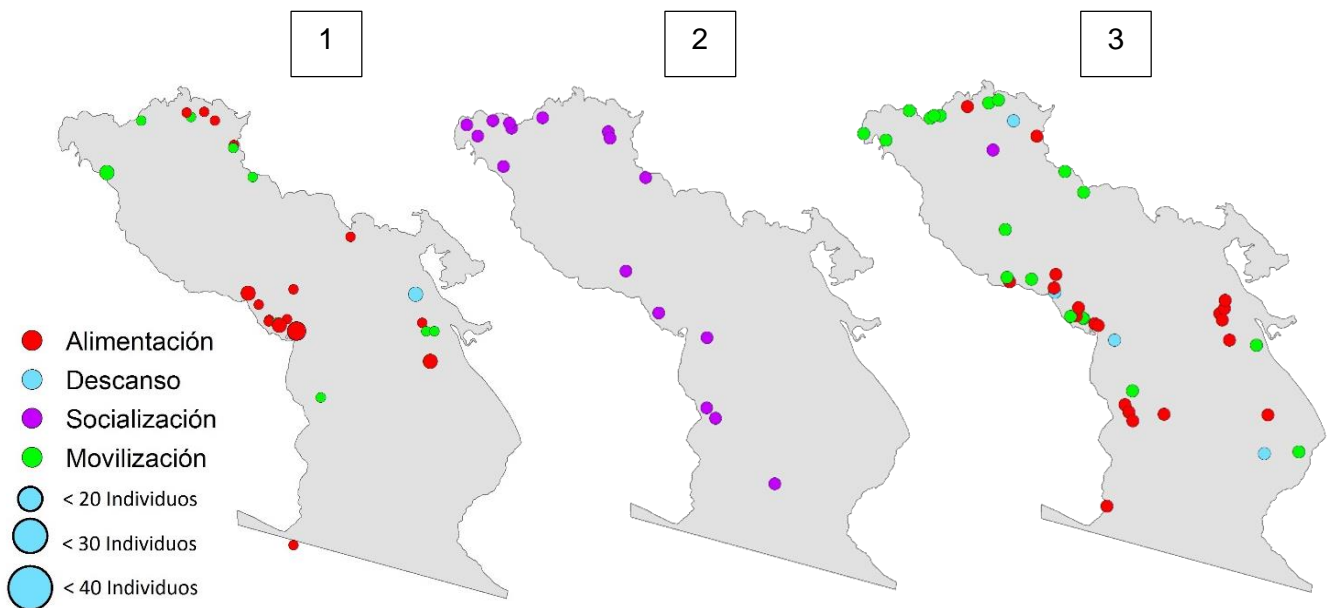 1
2
3
Alimentación
Descanso
Socialización
Movilización
< 20 Individuos
< 30 Individuos
< 40 Individuos